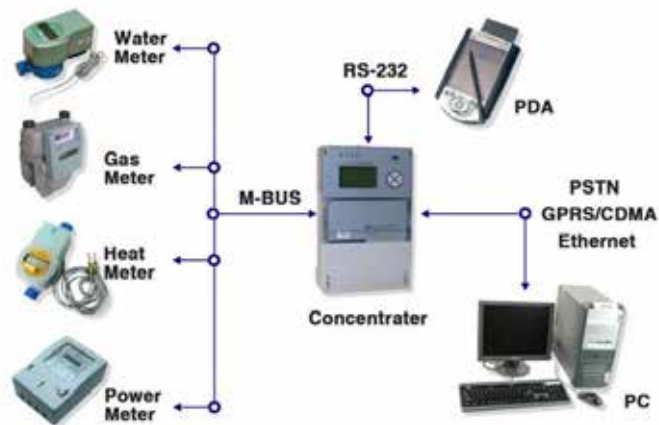 Water
Meter
Gas
Meter
Heat
Meter
Power
Meter
M-BUS
RS-232
PDA
Concentrater
PSTN
GPRS/CDMA
Ethernet
PC